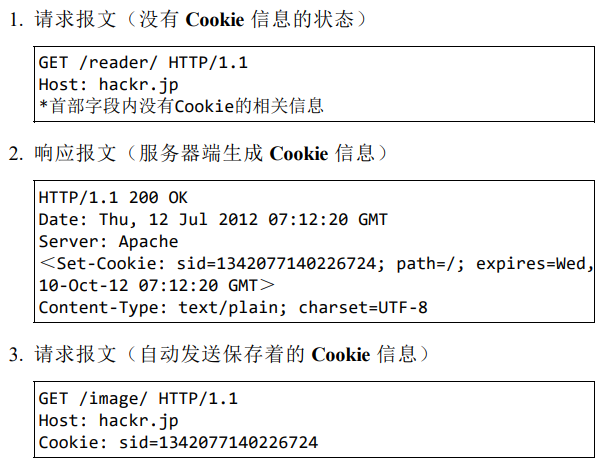 1. 请求报文（没有 Cookie 信息的状态）
GET /reader/ HTTP/1.1
Host: hackr.jp
*首部字段内没有Cookie的相关信息
2. 响应报文（服务器端生成 Cookie 信息）
HTTP/1.1 200 OK
Date: Thu, 12 Jul 2012 07:12:20 GMT
Server: Apache
＜Set-Cookie: sid=1342077140226724; path=/; expires=Wed,
10-Oct-12 07:12:20 GMT＞
Content-Type: text/plain; charset=UTF-8
3. 请求报文（自动发送保存着的 Cookie 信息）
GET /image/ HTTP/1.1
Host: hackr.jp
Cookie: sid=1342077140226724